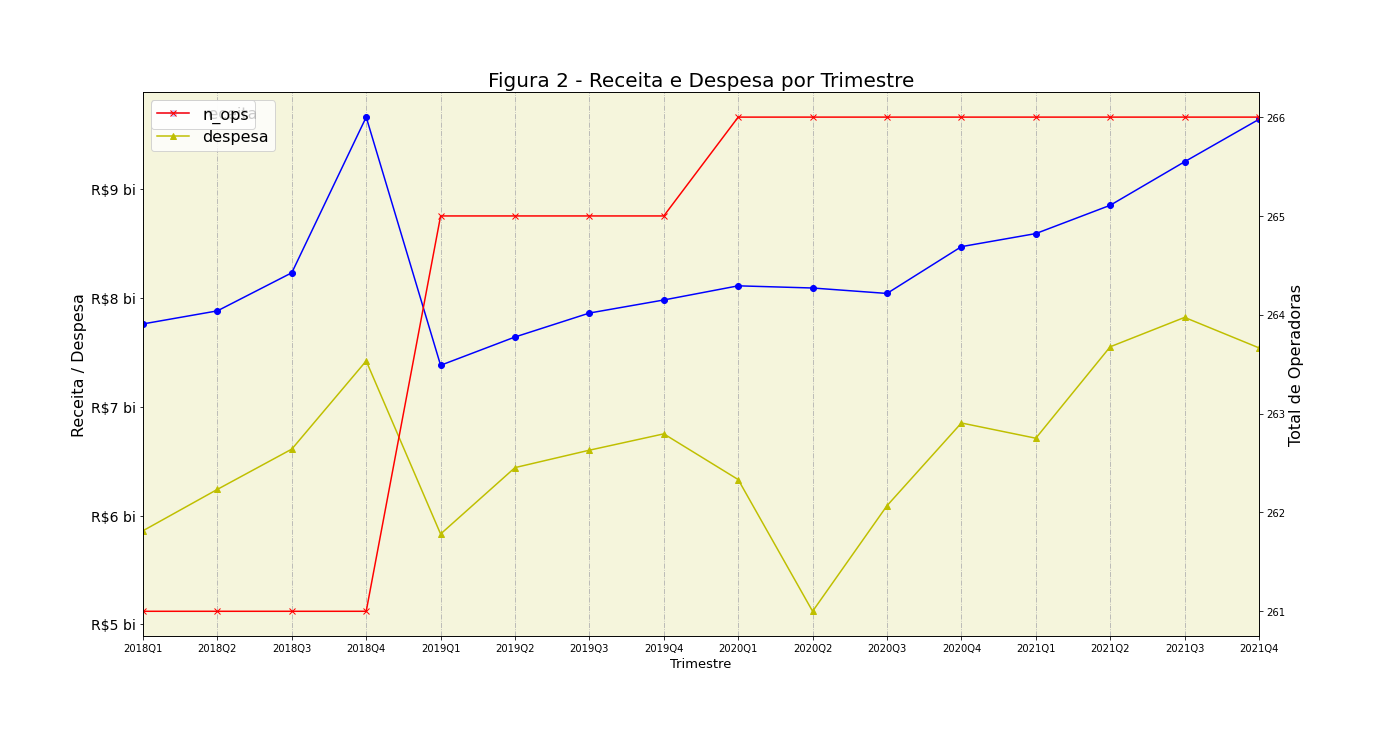 Figura 2 - Receita e Despesa por Trimestre
n_ops
despesa
R$9 bi
R$8 bi
R$7 bi
R$6 bi
R$5 bi
Receita / Despesa
266
265
264
263
262
261
Total de Operadoras
2018Q1 2018Q2 2018Q3 2018Q4 2019Q1 2019Q2 2019Q3 2019Q4 2020Q1 2020Q2 2020Q3 2020Q4 2021Q1 2021Q2 2021Q3 2021Q4
Trimestre